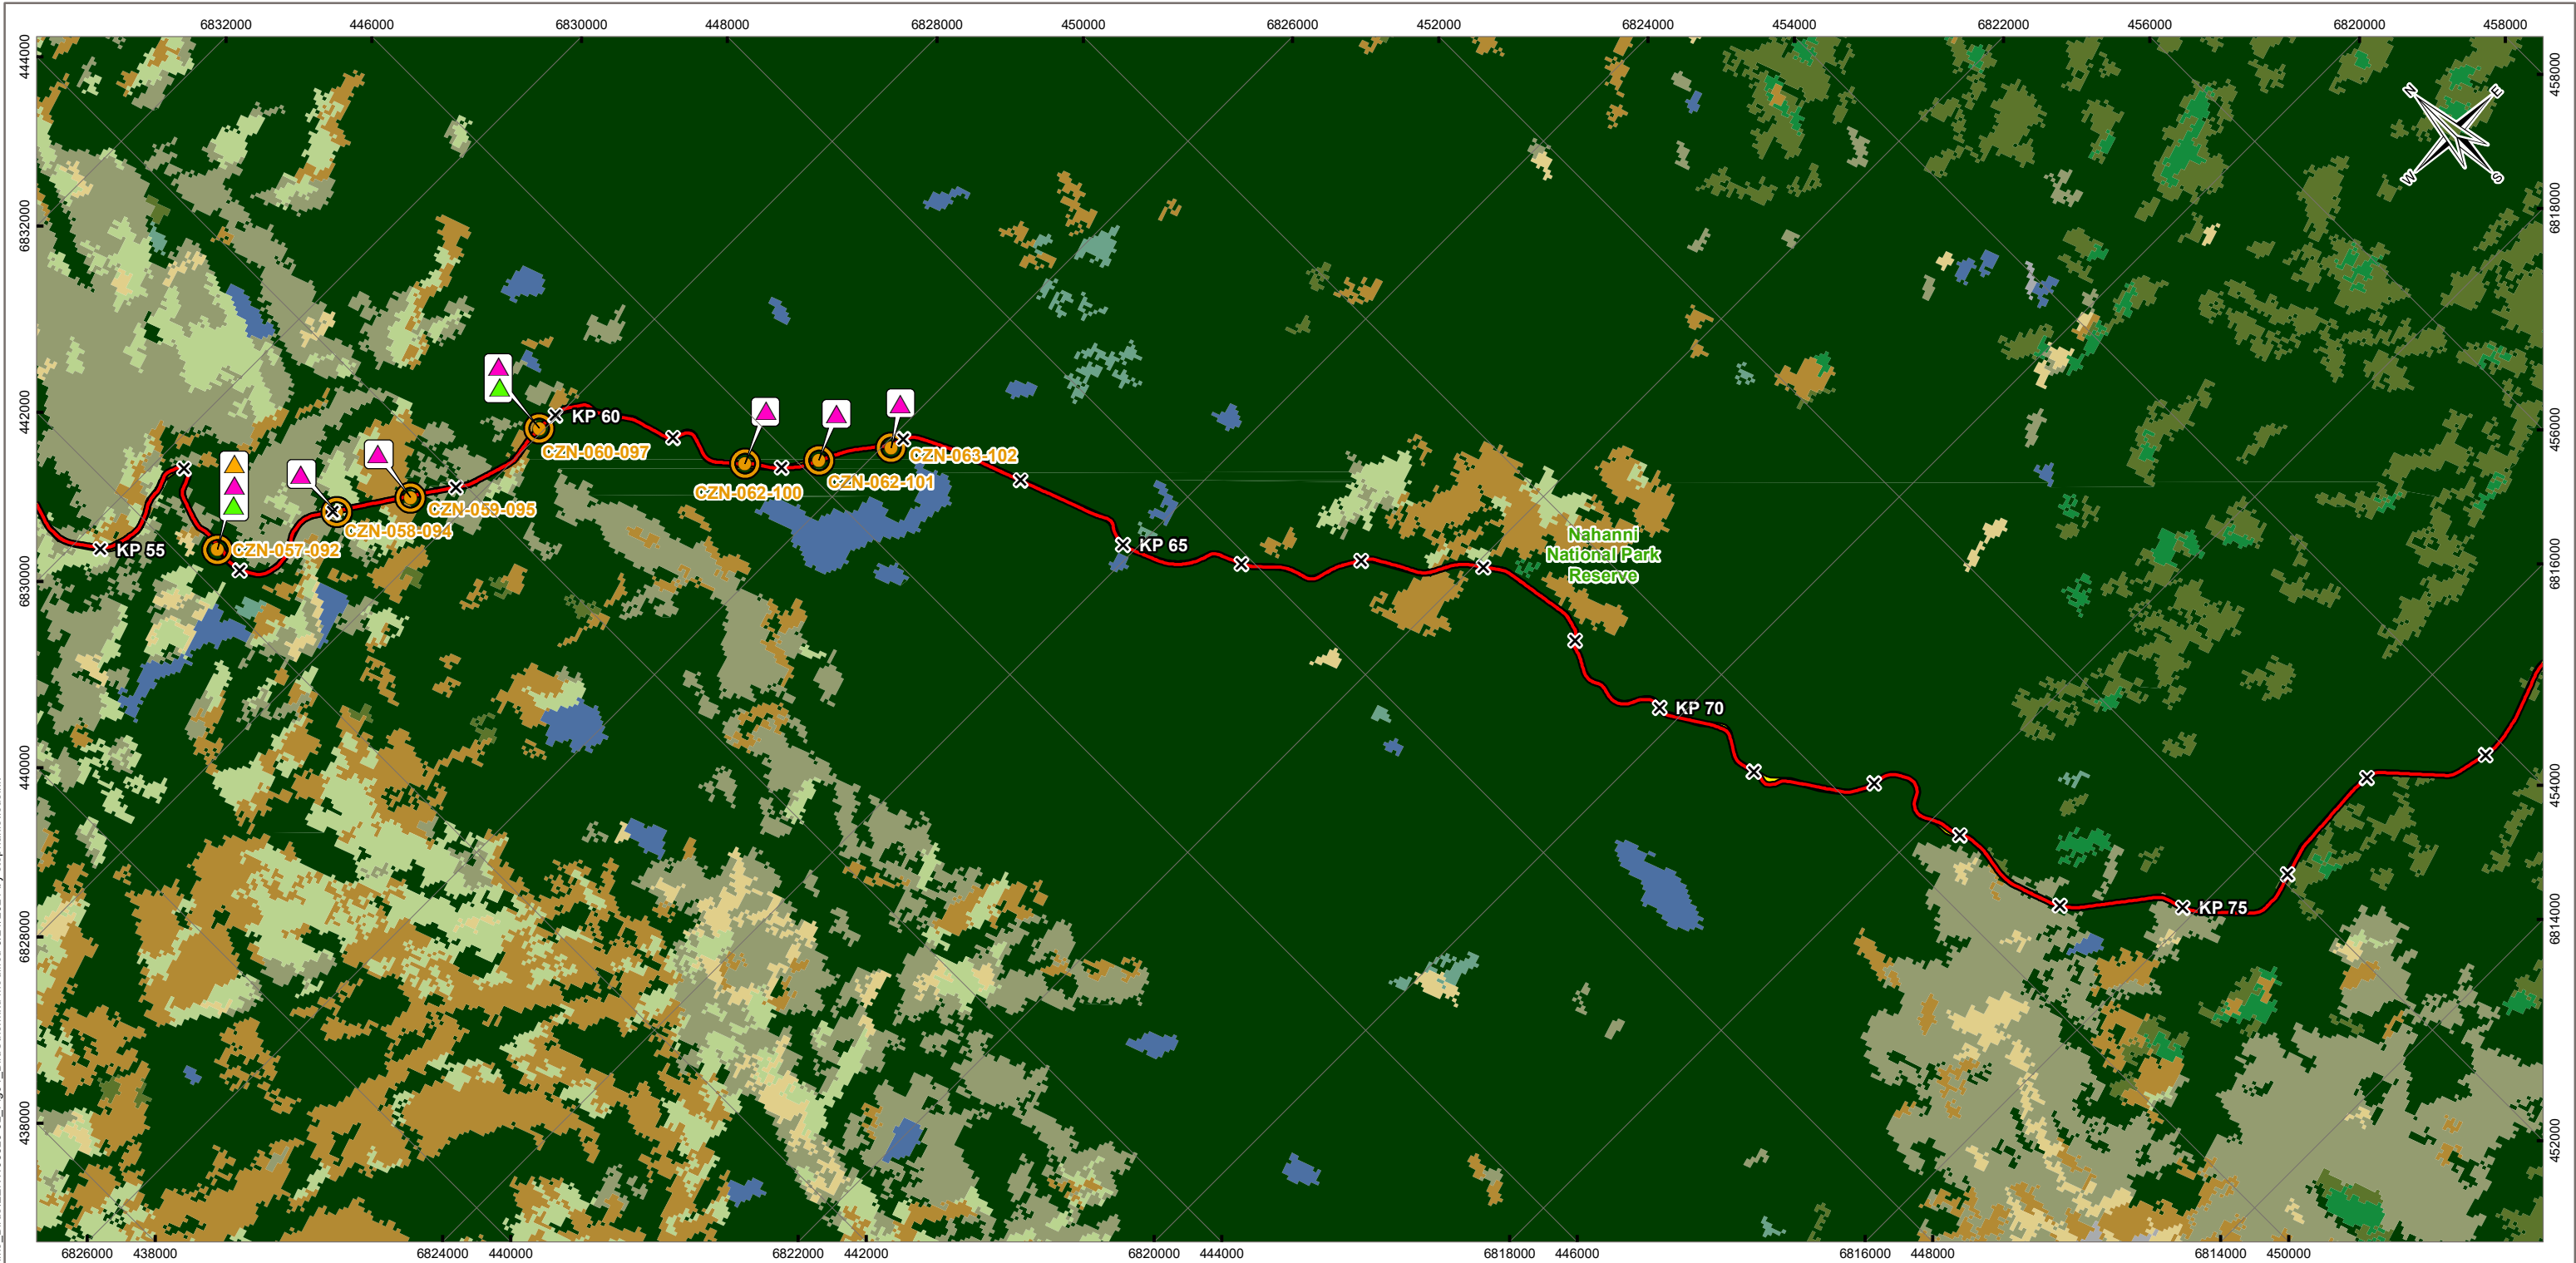 6832000 446000 6830000 448000 6828000 450000 6826000 452000 6824000 454000 6822000 456000 6820000 458000
444000
458000
N E
W S
6832000
6818000
442000
456000
KP 60
CZN-060-097
CZN-063-102
CZN-062-101
CZN-062-100
CZN-059-095
CZN-058-094
KP 55
CZN-057-092
KP 65
Nahanni
National Park
Reserve
6830000
6816000
KP 70
440000
454000
KP 75
6828000
6814000
438000
452000
6826000 438000 6824000 440000 6822000 442000 6820000 444000 6818000 446000 6816000 448000 6814000 450000